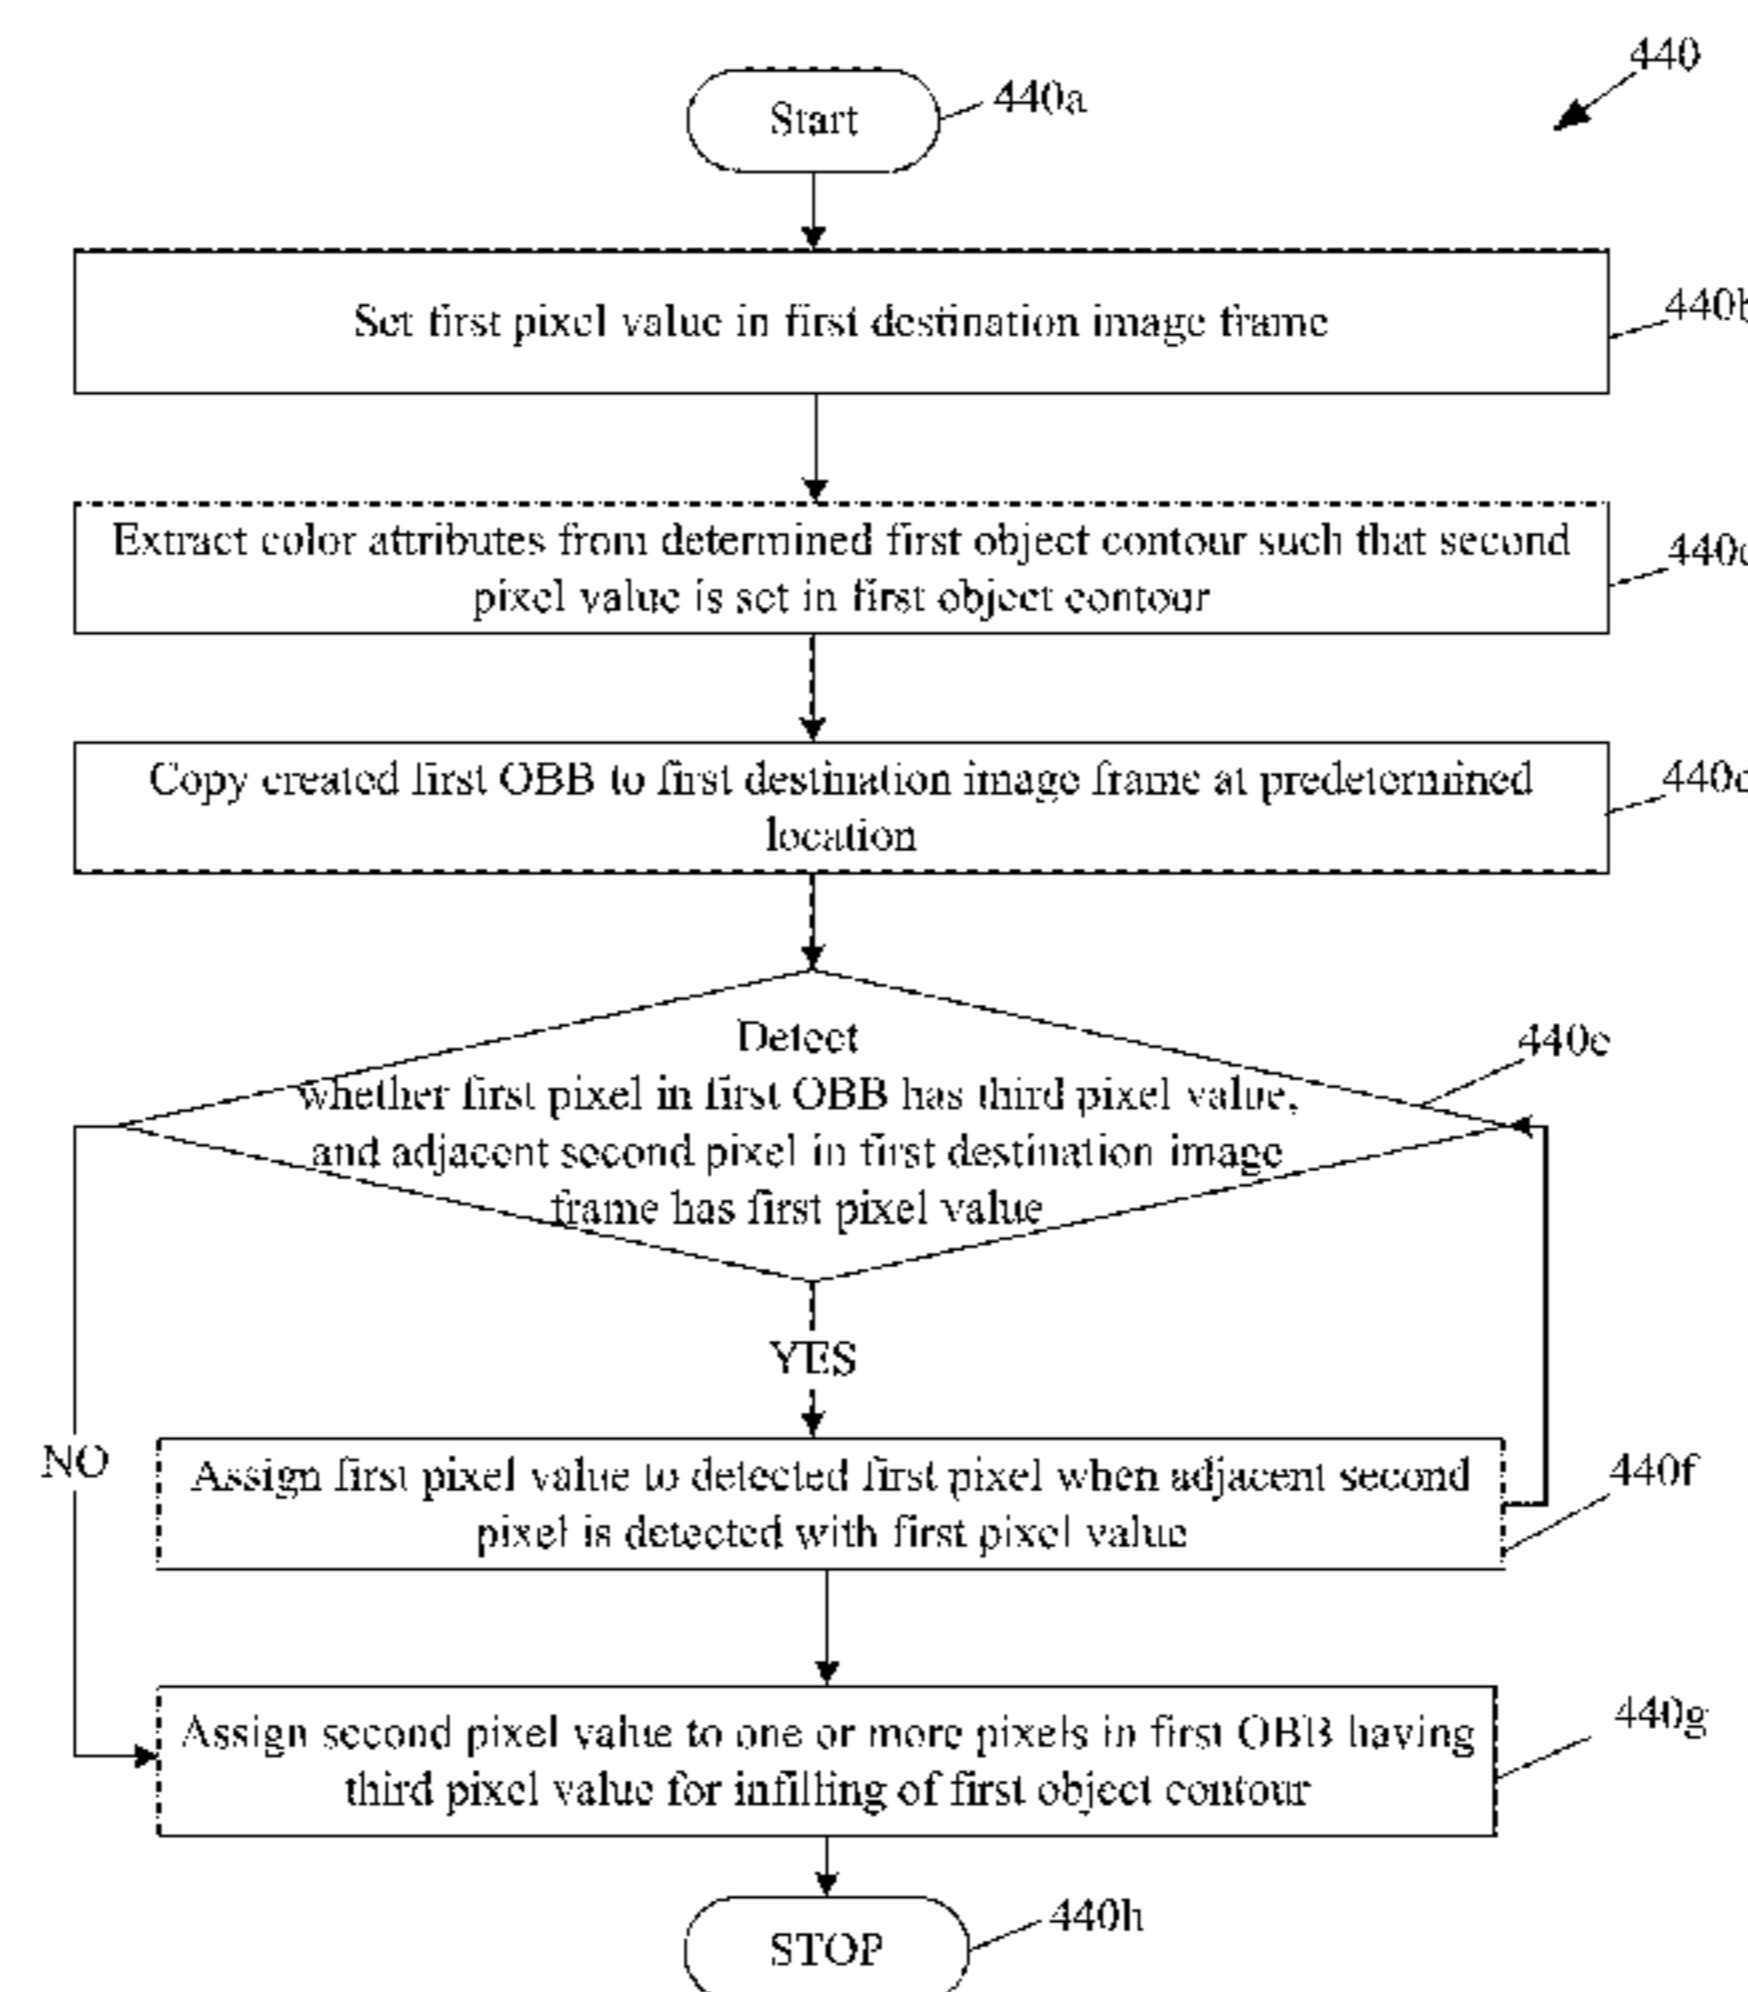 440
Start
440a
Set first pixel value in first destination image frame
440b
Extract color attributes from determined first object contour such that second
pixel value is set in first object contour
440c
Copy created first OBB to first destination image frame at predetermined
location
Detect
whether first pixel in first OBB has third pixel value,
and adjacent second pixel in first destination image
frame has first pixel value
440e
YES
NO
Assign first pixel value to detected first pixel when adjacent second
pixel is detected with first pixel value
440f
Assign second pixel value to one or more pixels in first OBB having
third pixel value for infilling of first object contour
440g
STOP
440h